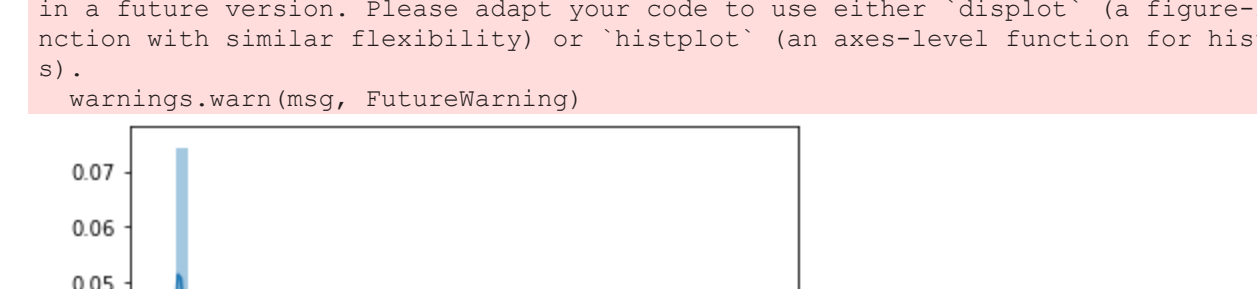 in a future version. Please adapt your code to use either `displot` (a figure-
nction with similar flexibility) or `histplot` (an axes-level function for his
s).
warnings.warn(msg, FutureWarning)
0.07
0.06
0.05